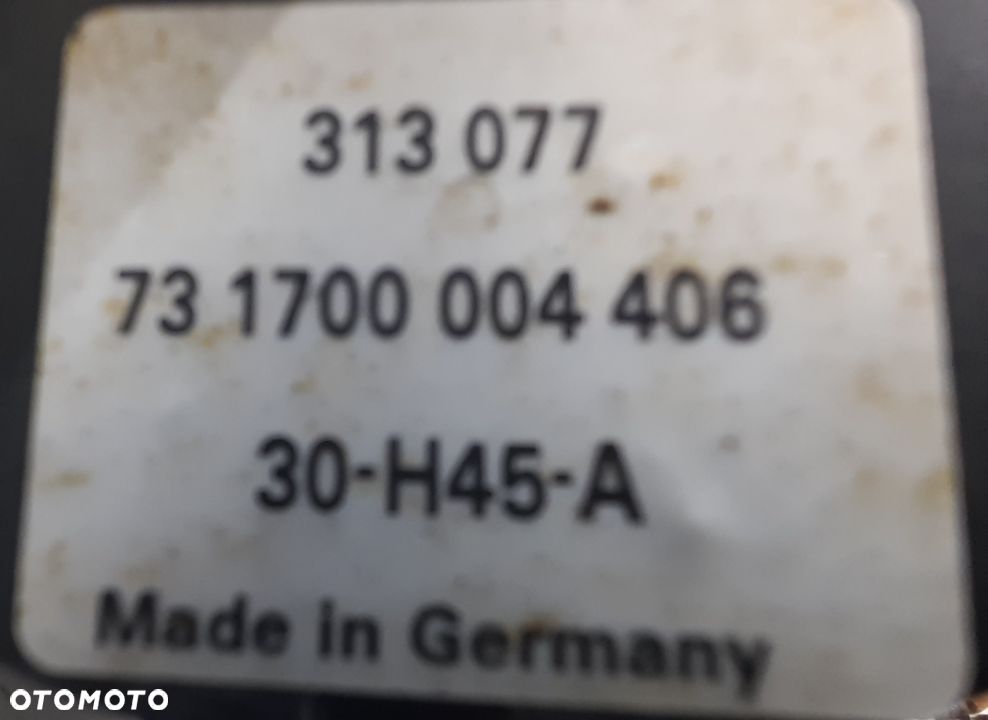 313 077
73 1700 004 406
30-H45-A
Made in Germany
OTOMOTO